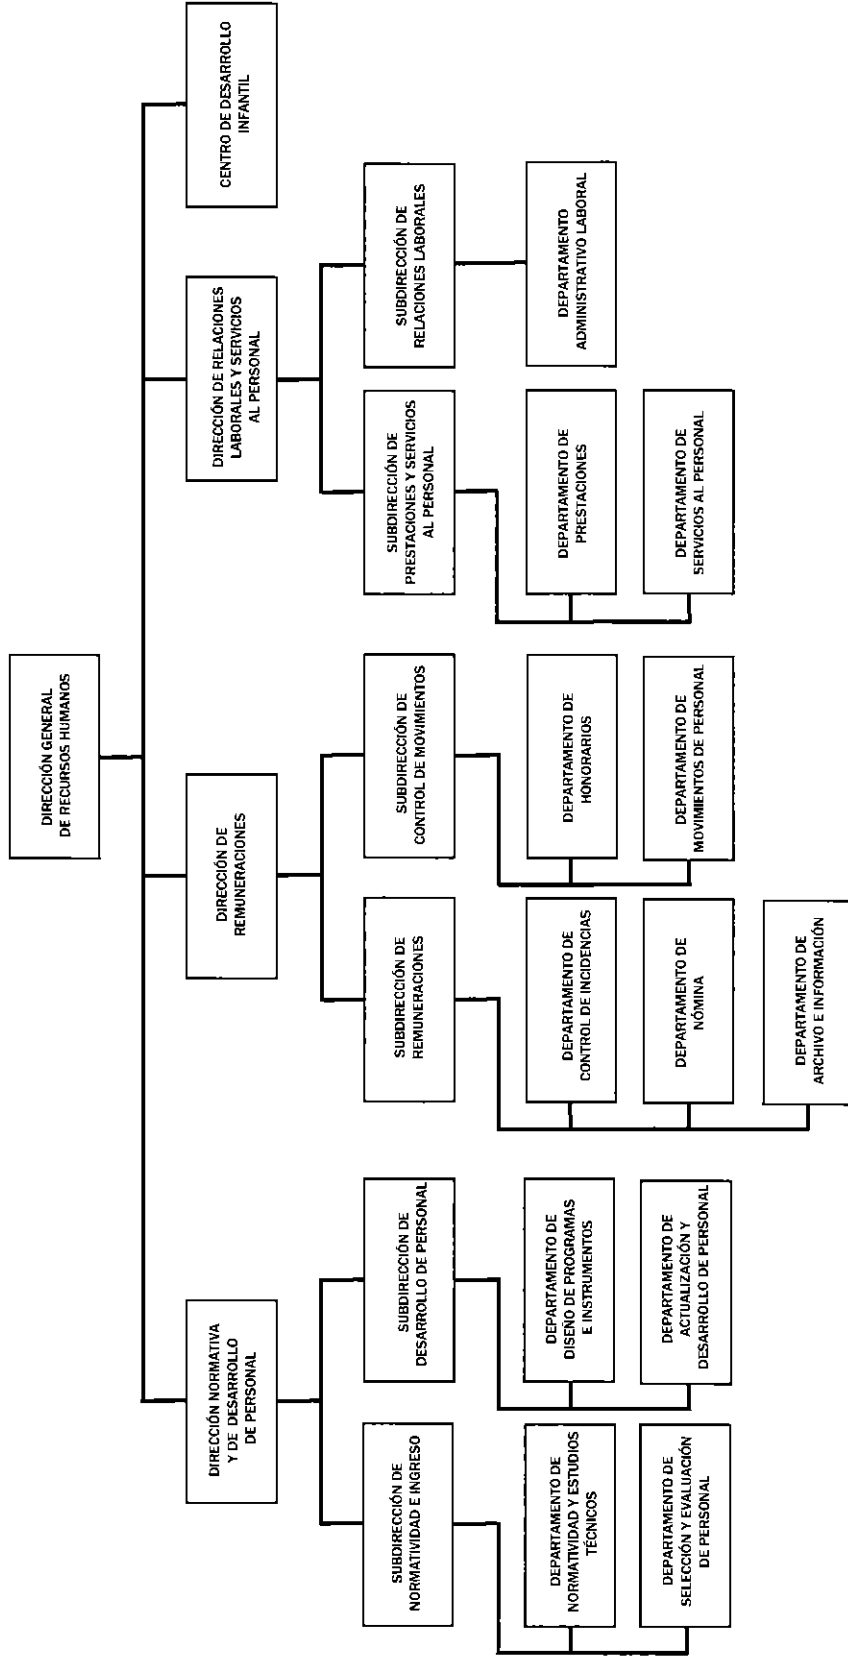 DIRECCIÓN GENERAL
DE RECURSOS HUMANOS
DIRECCIÓN NORMATIVA
Y DE DESARROLLO
DE PERSONAL
DIRECCIÓN DE
REMUNERACIONES
DIRECCIÓN DE RELACIONES
LABORALES Y SERVICIOS
AL PERSONAL
CENTRO DE DESARROLLO
INFANTIL
SUBDIRECCIÓN DE
NORMATIVIDAD E INGRESO
SUBDIRECCIÓN DE
DESARROLLO DE PERSONAL
SUBDIRECCIÓN DE
REMUNERACIONES
SUBDIRECCIÓN DE
CONTROL DE MOVIMIENTOS
SUBDIRECCIÓN DE
PRESTACIONES Y SERVICIOS
AL PERSONAL
SUBDIRECCIÓN DE
RELACIONES LABORALES
DEPARTAMENTO DE
NORMATIVIDAD Y ESTUDIOS
TÉCNICOS
DEPARTAMENTO DE
DISEÑO DE PROGRAMAS
E INSTRUMENTOS
DEPARTAMENTO DE
CONTROL DE INCIDENCIAS
DEPARTAMENTO DE
HONORARIOS
DEPARTAMENTO DE
PRESTACIONES
DEPARTAMENTO
ADMINISTRATIVO LABORAL
DEPARTAMENTO DE
SELECCIÓN Y EVALUACIÓN
DE PERSONAL
DEPARTAMENTO DE
ACTUALIZACIÓN Y
DESARROLLO DE PERSONAL
DEPARTAMENTO DE
NÓMINA
DEPARTAMENTO DE
MOVIMIENTOS DE PERSONAL
DEPARTAMENTO DE
SERVICIOS AL PERSONAL
DEPARTAMENTO DE
ARCHIVO E INFORMACIÓN